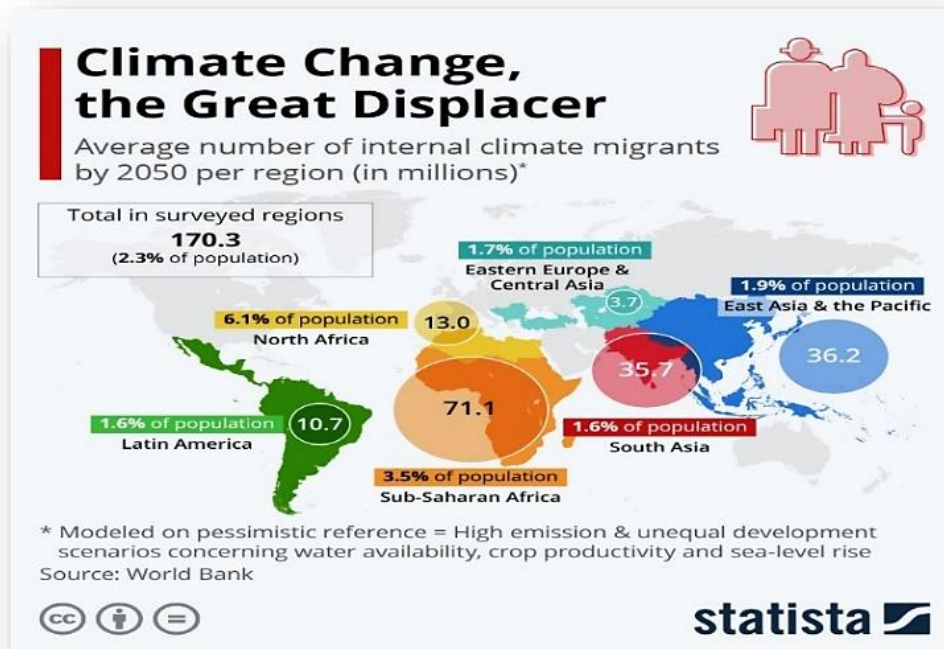 Climate Change,
the Great Displacer
Average number of internal climate migrants
by 2050 per region (in millions)*
Total in surveyed regions
170.3
(2.3% of population)
1.7% of population
Eastern Europe &
Central Asia
3.7
1.9% of population
East Asia & the Pacific
36.2
6.1% of population
North Africa
13.0
35.7
71.1
1.6% of population
Latin America
10.7
1.6% of population
South Asia
3.5% of population
Sub-Saharan Africa
* Modeled on pessimistic reference = High emission & unequal development
scenarios concerning water availability, crop productivity and sea-level rise
Source: World Bank
cc
=
statista